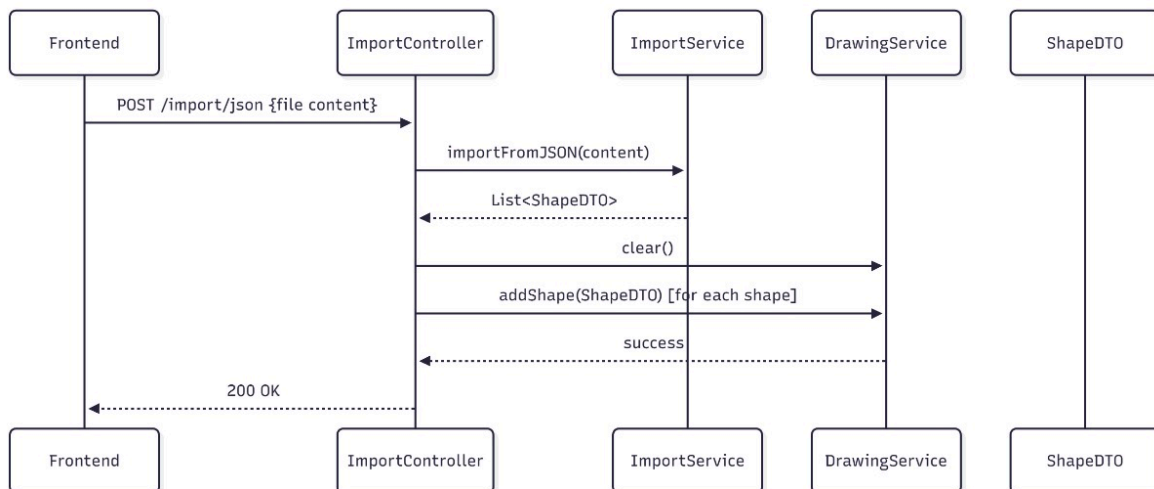 Frontend
ImportController
ImportService
DrawingService
ShapeDTO
POST /import/json {file content}
importFromJSON(content)
List<ShapeDTO>
clear()
addShape(ShapeDTO) [for each shape]
success
200 OK
Frontend
ImportController
ImportService
DrawingService
ShapeDTO